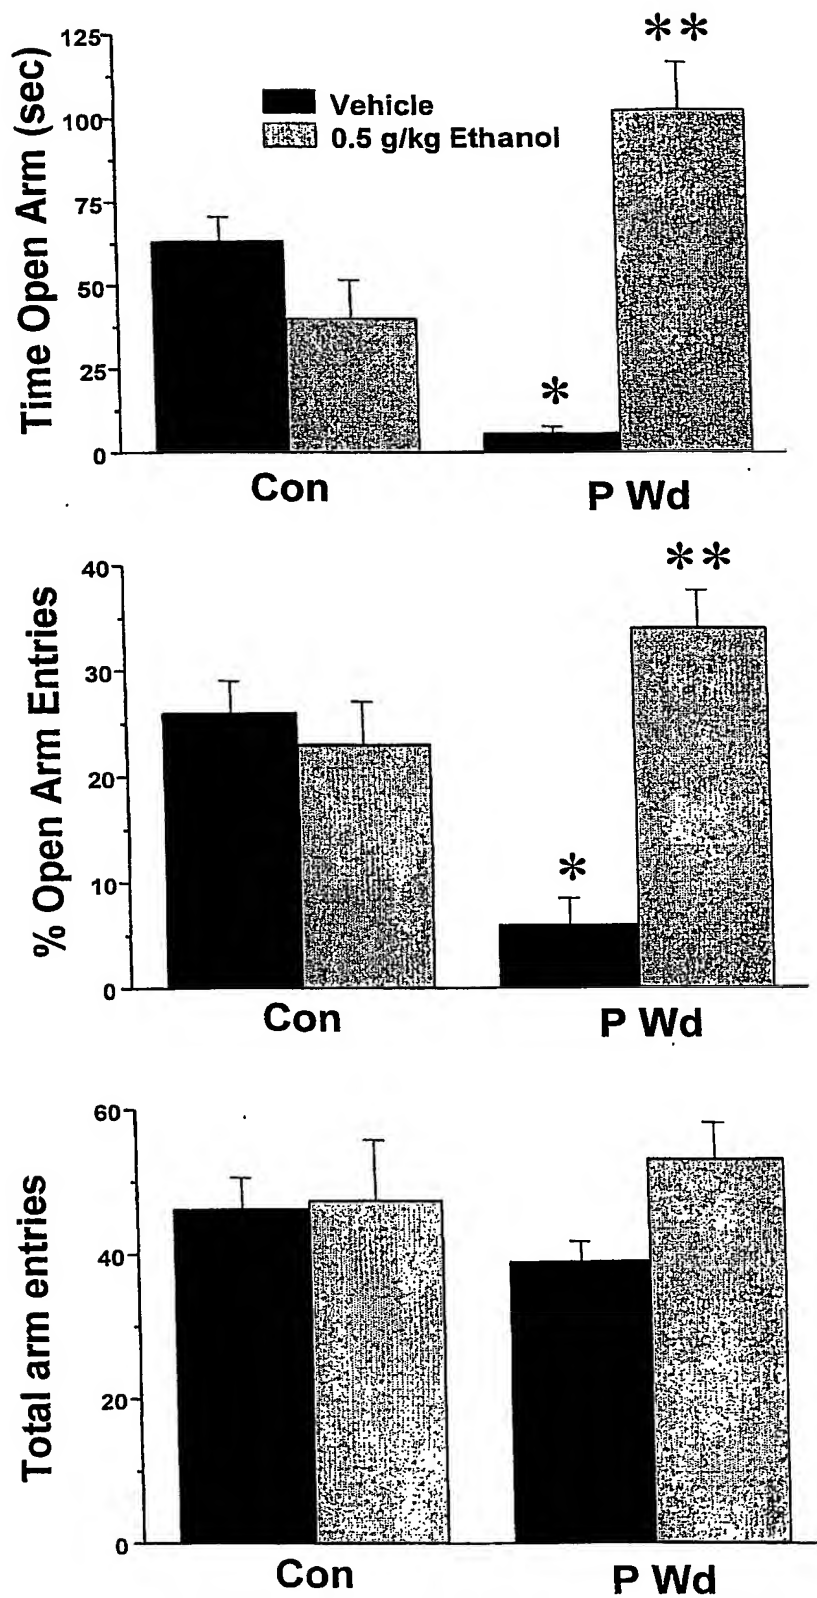 Time Open Arm (sec)
125
100
75
50
25
0
**
Vehicle
0.5 g/kg Ethanol
*
Con
P Wd
% Open Arm Entries
40
30
20
10
0
**
*
Con
P Wd
Total arm entries
60
40
20
0
Con
P Wd